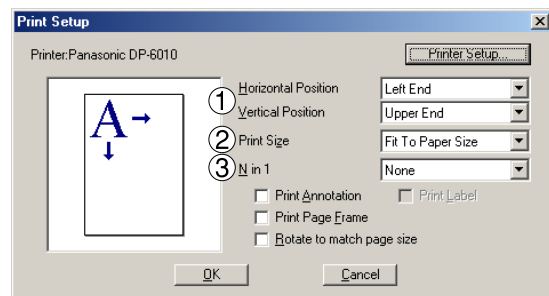 Print Setup
Printer:Panasonic DP-6010
Printer Setup...
A
① Horizontal Position Left End
Vertical Position Upper End
② Print Size Fit To Paper Size
③ N in 1 None
Print Annotation Print Label
Print Page Frame
Rotate to match page size
OK Cancel